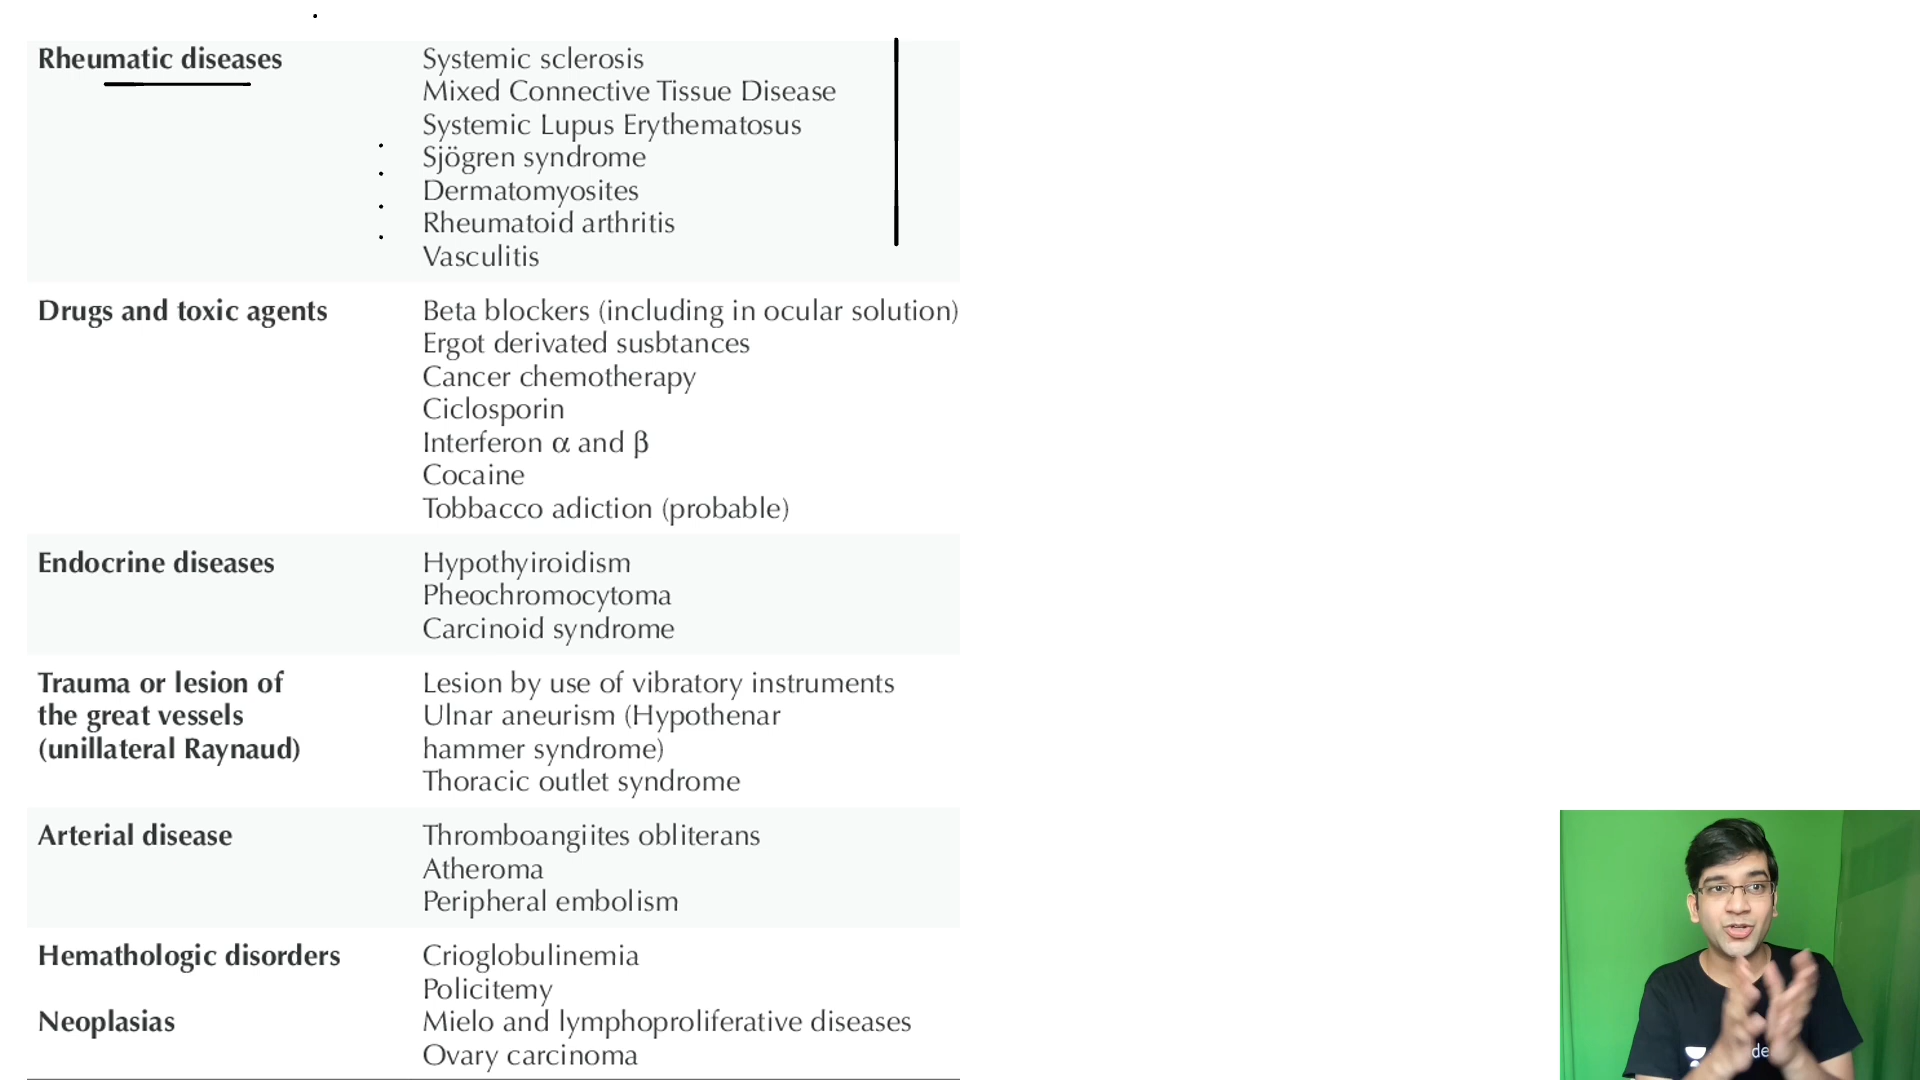 Rheumatic diseases
Systemic sclerosis
Mixed Connective Tissue Disease
Systemic Lupus Erythematosus
Sjögren syndrome
Dermatomyosites
Rheumatoid arthritis
Vasculitis
Drugs and toxic agents
Beta blockers (including in ocular solution)
Ergot derivated susbtances
Cancer chemotherapy
Ciclosporin
Interferon α and β
Cocaine
Tobbacco adiction (probable)
Endocrine diseases
Hypothyiroidism
Pheochromocytoma
Carcinoid syndrome
Trauma or lesion of
the great vessels
(unillateral Raynaud)
Lesion by use of vibratory instruments
Ulnar aneurism (Hypothenar
hammer syndrome)
Thoracic outlet syndrome
Arterial disease
Thromboangiites obliterans
Atheroma
Peripheral embolism
Hemathologic disorders
Crioglobulinemia
Policitemy
Neoplasias
Mielo and lymphoproliferative diseases
Ovary carcinoma